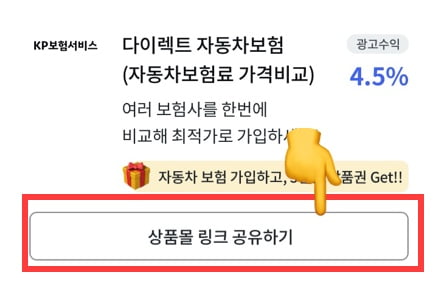 KP보험서비스
다이렉트 자동차보험
(자동차보험료 가격비교)
광고수익
4.5%
여러 보험사를 한번에
비교해 최적가로 가입하
자동차 보험 가입하고, 품권 Get!!
상품몰 링크 공유하기